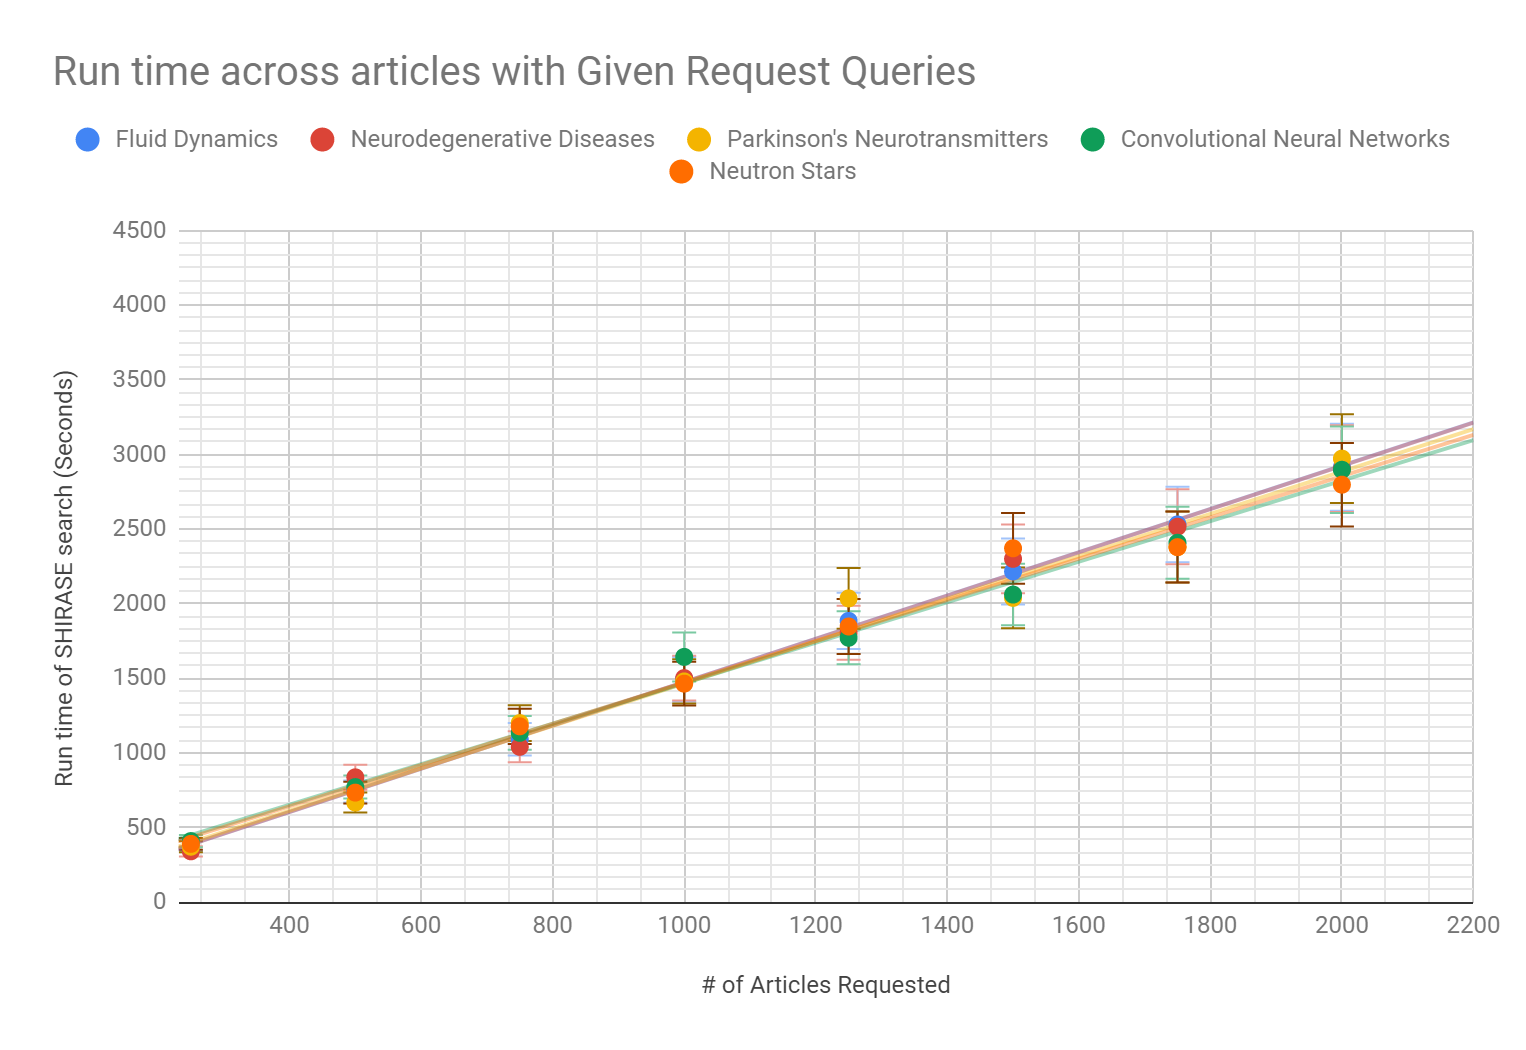 Run time across articles with Given Request Queries
Fluid Dynamics Neurodegenerative Diseases Parkinson's Neurotransmitters Convolutional Neural Networks
Neutron Stars
4500
4000
3500
3000
2500
2000
1500
1000
500
0
Run time of SHIRASE search (Seconds)
400 600 800 1000 1200 1400 1600 1800 2000 2200
# of Articles Requested